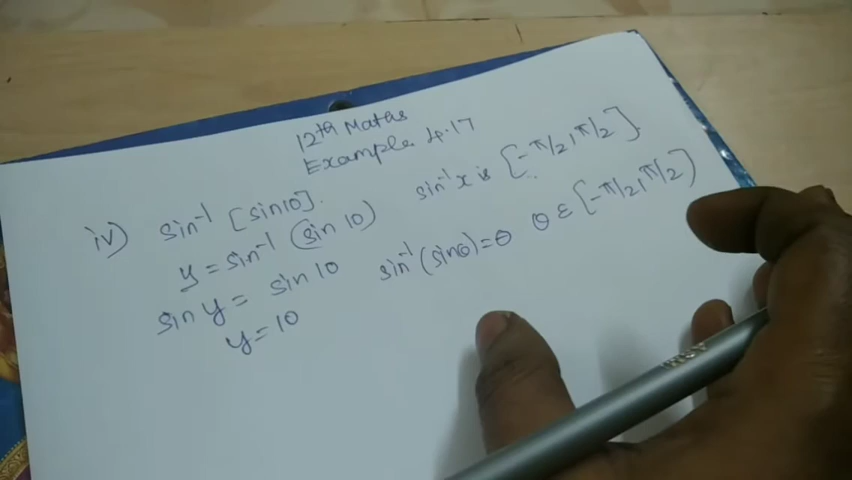 12th Maths
Example 4.17
iv) sin⁻¹ [sin10].
sin⁻¹ x is [-π/2, π/2].
y = sin⁻¹ (sin 10)
sin⁻¹ (sinθ) = θ θ ε [-π/2, π/2)
sin y = sin 10
y = 10